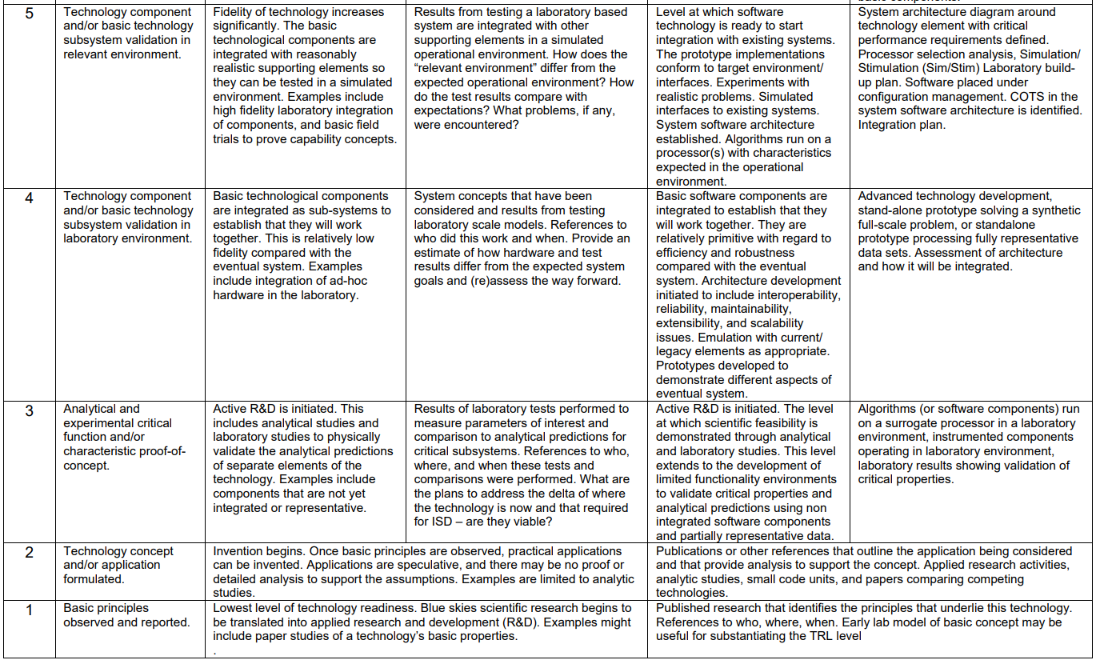 basic components.
5
Technology component
and/or basic technology
subsystem validation in
relevant environment.
Fidelity of technology increases
significantly. The basic
technological components are
integrated with reasonably
realistic supporting elements so
they can be tested in a simulated
environment. Examples include
high fidelity laboratory integration
of components, and basic field
trials to prove capability concepts.
Results from testing a laboratory based
system are integrated with other
supporting elements in a simulated
operational environment. How does the
“relevant environment” differ from the
expected operational environment? How
do the test results compare with
expectations? What problems, if any,
were encountered?
Level at which software
technology is ready to start
integration with existing systems.
The prototype implementations
conform to target environment/
interfaces. Experiments with
realistic problems. Simulated
interfaces to existing systems.
System software architecture
established. Algorithms run on a
processor(s) with characteristics
expected in the operational
environment.
System architecture diagram around
technology element with critical
performance requirements defined.
Processor selection analysis, Simulation/
Stimulation (Sim/Stim) Laboratory build-
up plan. Software placed under
configuration management. COTS in the
system software architecture is identified.
Integration plan.
4
Technology component
and/or basic technology
subsystem validation in
laboratory environment.
Basic technological components
are integrated as sub-systems to
establish that they will work
together. This is relatively low
fidelity compared with the
eventual system. Examples
include integration of ad-hoc
hardware in the laboratory.
System concepts that have been
considered and results from testing
laboratory scale models. References to
who did this work and when. Provide an
estimate of how hardware and test
results differ from the expected system
goals and (re)assess the way forward.
Basic software components are
integrated to establish that they
will work together. They are
relatively primitive with regard to
efficiency and robustness
compared with the eventual
system. Architecture development
initiated to include interoperability,
reliability, maintainability,
extensibility, and scalability
issues. Emulation with current/
legacy elements as appropriate.
Prototypes developed to
demonstrate different aspects of
eventual system.
Advanced technology development,
stand-alone prototype solving a synthetic
full-scale problem, or standalone
prototype processing fully representative
data sets. Assessment of architecture
and how it will be integrated.
3
Analytical and
experimental critical
function and/or
characteristic proof-of-
concept.
Active R&D is initiated. This
includes analytical studies and
laboratory studies to physically
validate the analytical predictions
of separate elements of the
technology. Examples include
components that are not yet
integrated or representative.
Results of laboratory tests performed to
measure parameters of interest and
comparison to analytical predictions for
critical subsystems. References to who,
where, and when these tests and
comparisons were performed. What are
the plans to address the delta of where
the technology is now and that required
for ISD – are they viable?
Active R&D is initiated. The level
at which scientific feasibility is
demonstrated through analytical
and laboratory studies. This level
extends to the development of
limited functionality environments
to validate critical properties and
analytical predictions using non
integrated software components
and partially representative data.
Algorithms (or software components) run
on a surrogate processor in a laboratory
environment, instrumented components
operating in laboratory environment,
laboratory results showing validation of
critical properties.
2
Technology concept
and/or application
formulated.
Invention begins. Once basic principles are observed, practical applications
can be invented. Applications are speculative, and there may be no proof or
detailed analysis to support the assumptions. Examples are limited to analytic
studies.
Publications or other references that outline the application being considered
and that provide analysis to support the concept. Applied research activities,
analytic studies, small code units, and papers comparing competing
technologies.
1
Basic principles
observed and reported.
Lowest level of technology readiness. Blue skies scientific research begins to
be translated into applied research and development (R&D). Examples might
include paper studies of a technology’s basic properties.
.
Published research that identifies the principles that underlie this technology.
References to who, where, when. Early lab model of basic concept may be
useful for substantiating the TRL level